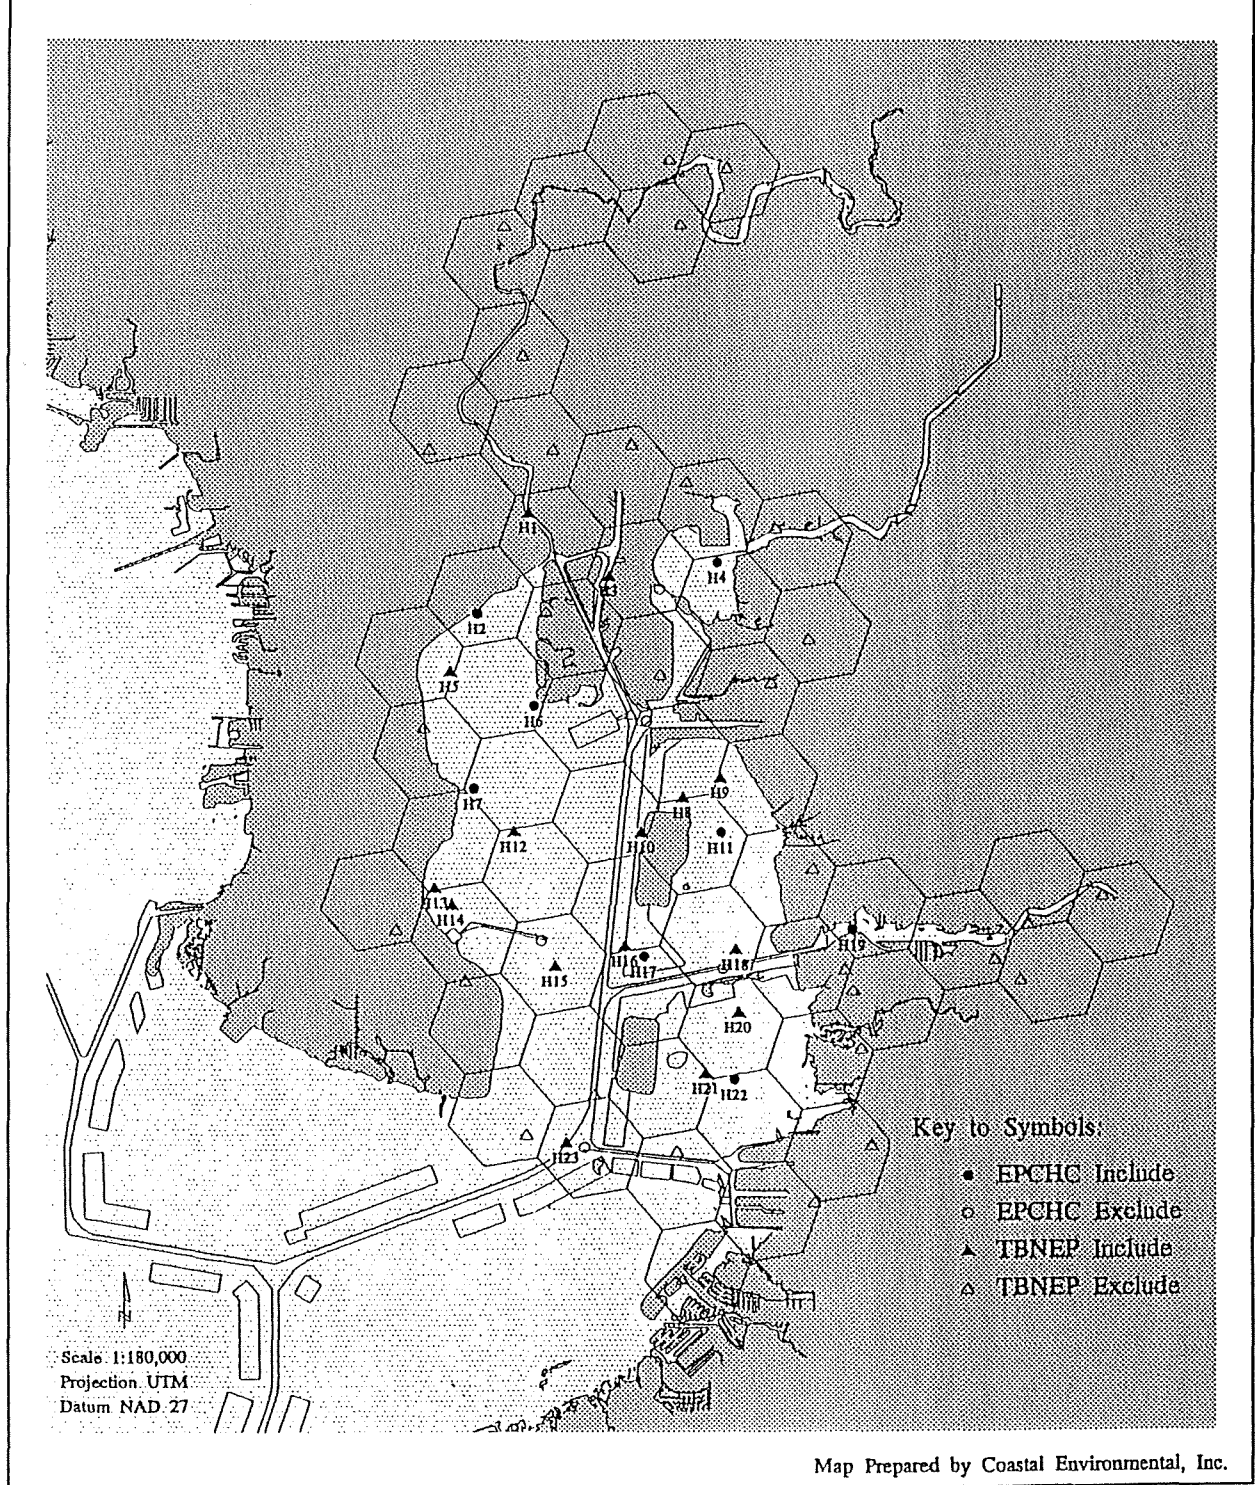 H1
H3
H4
H2
H5
H6
H9
H7
H8
H10
H11
H12
H13
H14
H19
H16
H17
H18
H15
H20
H21
H22
Key to Symbols:
H23
EPCHC Include
EPCHC Exclude
TBNEP Include
TBNEP Exclude
N
Scale 1:180,000
Projection UTM
Datum NAD 27
Map Prepared by Coastal Environmental, Inc.